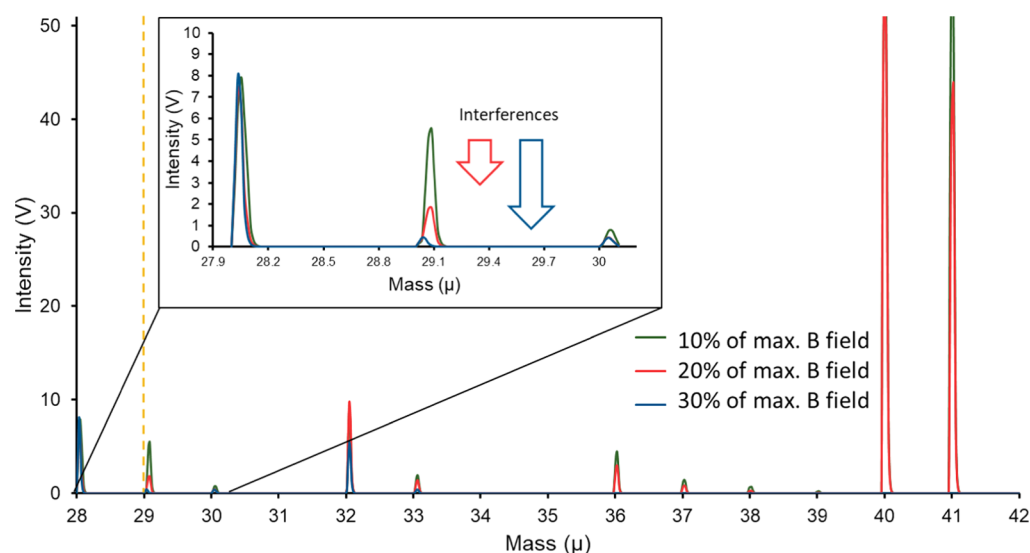 50
40
30
20
10
0
Intensity (V)
10
9
8
7
6
5
4
3
2
1
0
Intensity (V)
Interferences
27.9 28.2 28.5 28.8 29.1 29.4 29.7 30
Mass (μ)
10% of max. B field
20% of max. B field
30% of max. B field
28 29 30 31 32 33 34 35 36 37 38 39 40 41 42
Mass (μ)